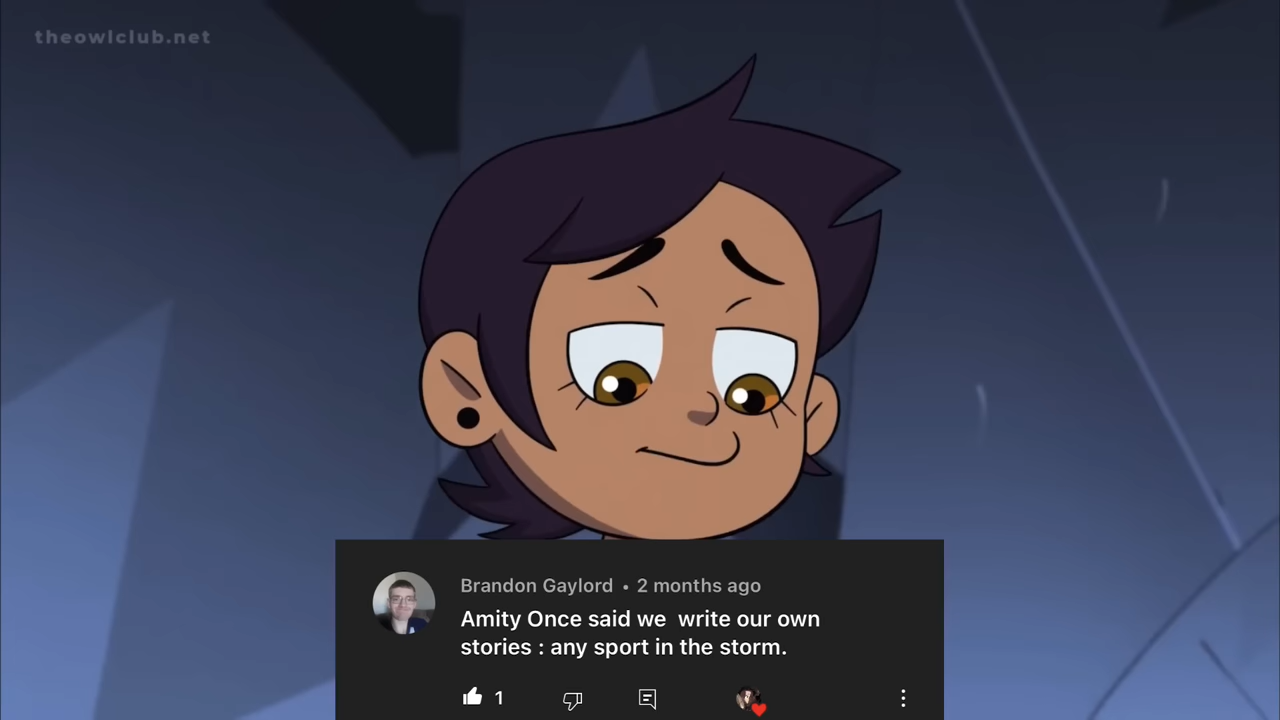 theowlclub.net
Brandon Gaylord • 2 months ago
Amity Once said we  write our own
stories : any sport in the storm.
1